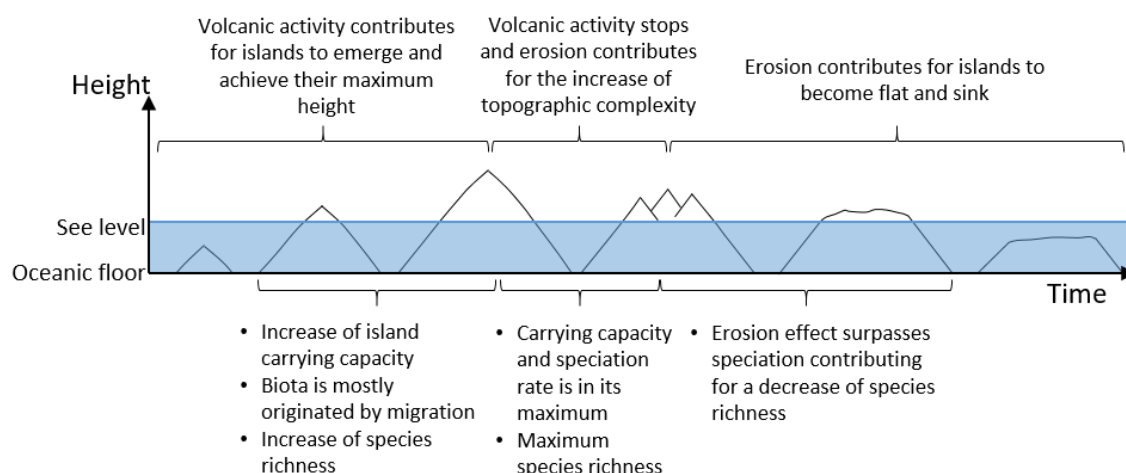 Volcanic activity contributes
for islands to emerge and
achieve their maximum
height
Volcanic activity stops
and erosion contributes
for the increase of
topographic complexity
Erosion contributes for islands to
become flat and sink
Height
See level
Oceanic floor
Time
• Increase of island
carrying capacity
• Biota is mostly
originated by migration
• Increase of species
richness
• Carrying capacity
and speciation
rate is in its
maximum
• Maximum
species richness
• Erosion effect surpasses
speciation contributing
for a decrease of species
richness